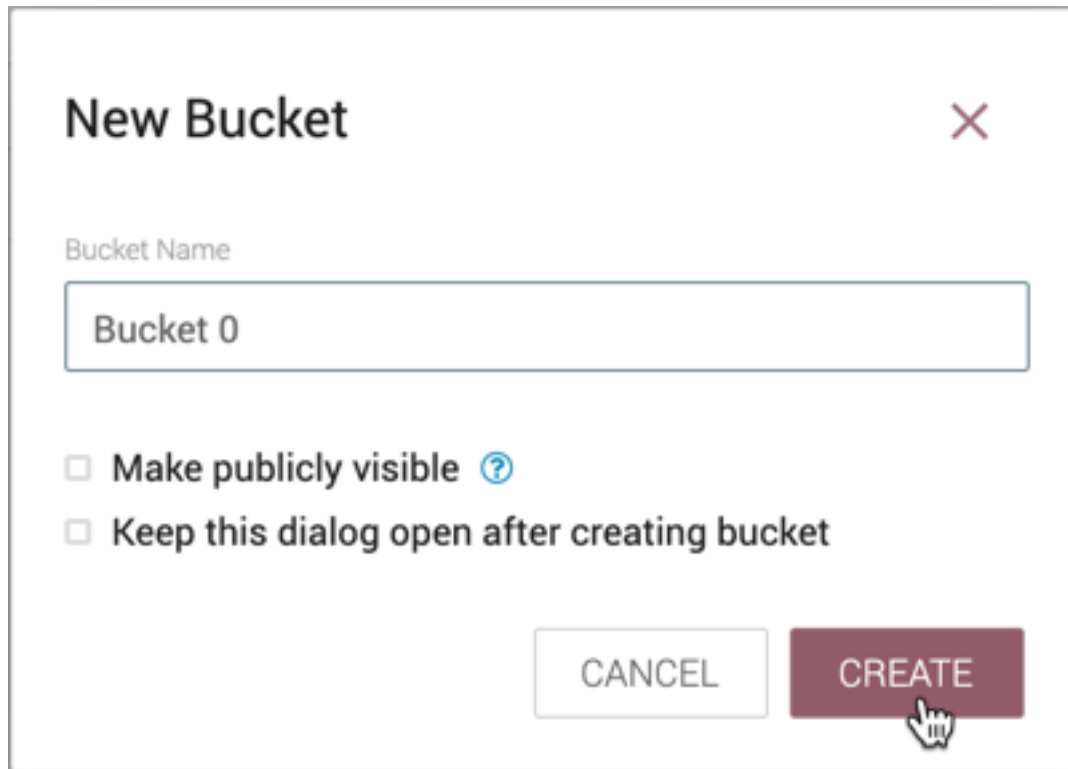 New Bucket
Bucket Name
Bucket 0
Make publicly visible ?
Keep this dialog open after creating bucket
CANCEL CREATE